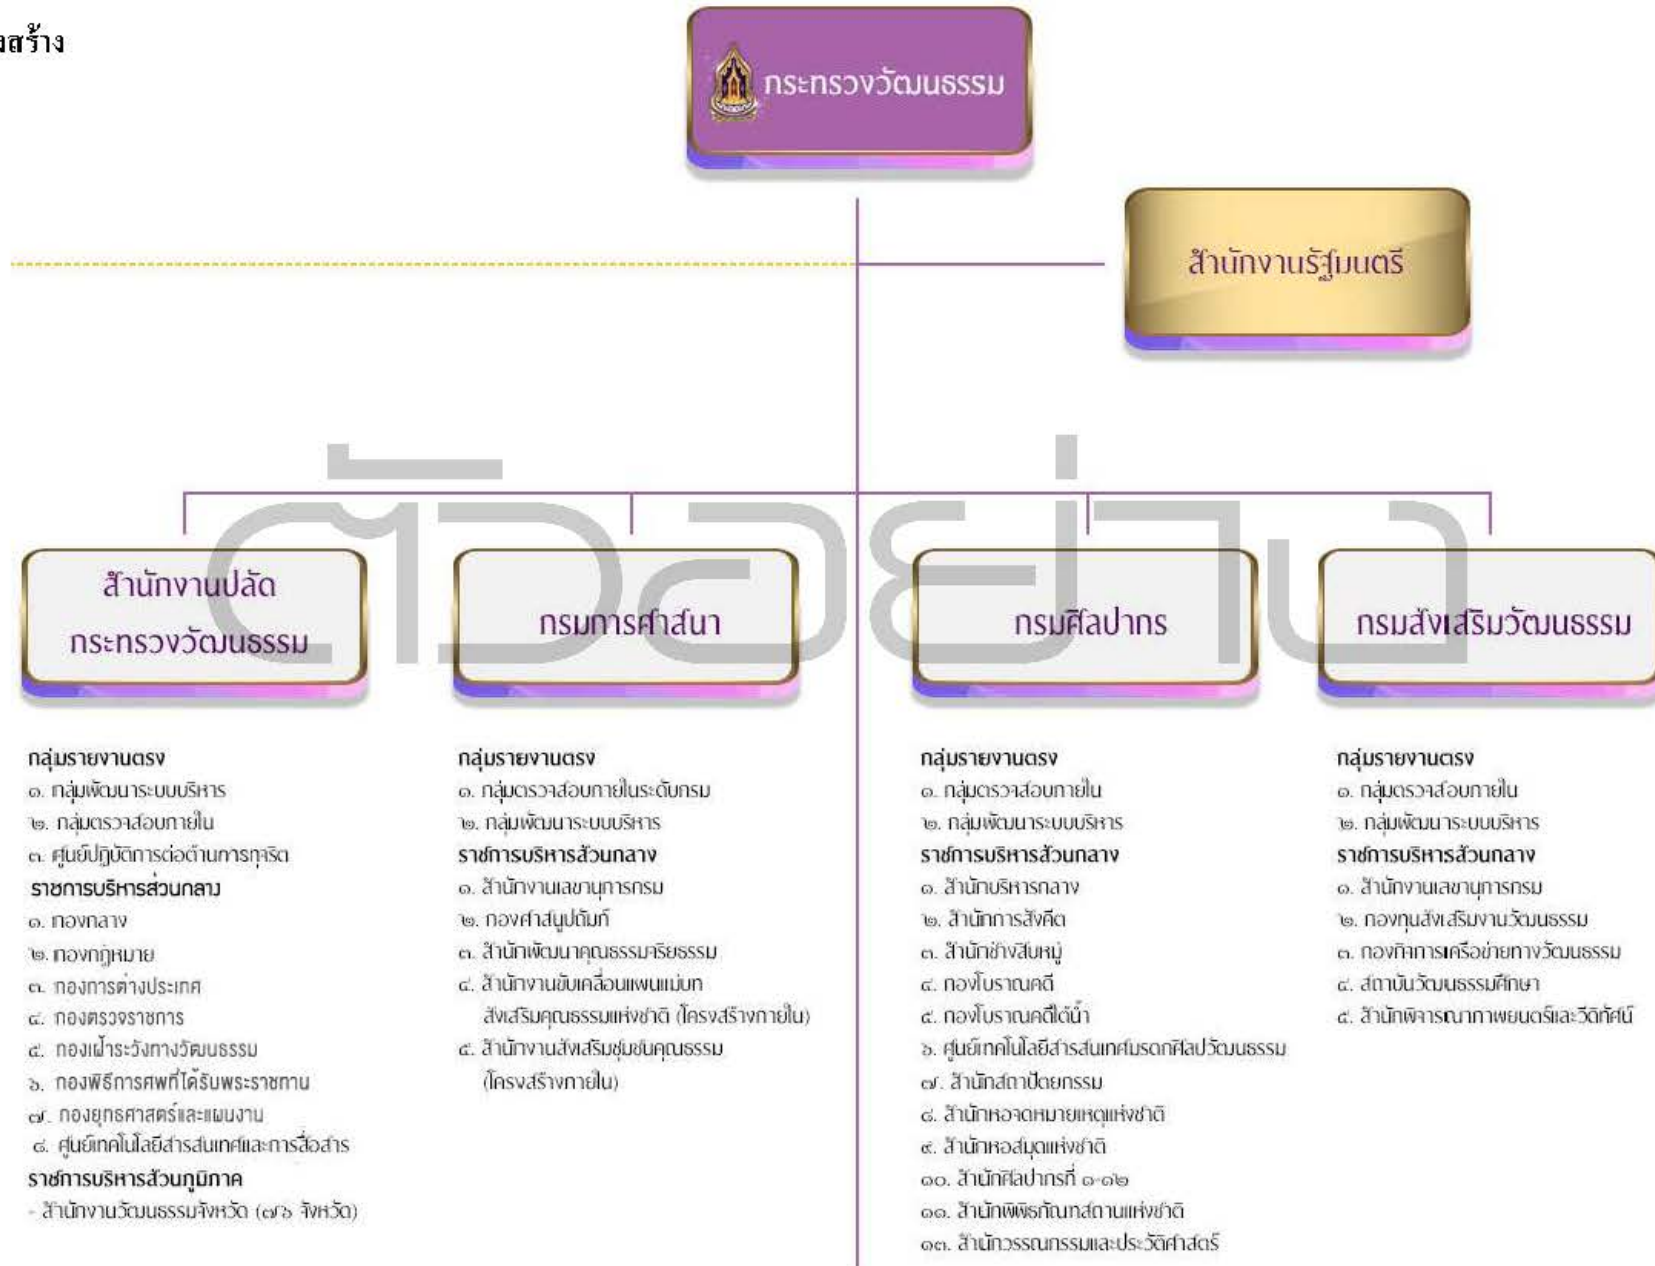 สร้าง
กระทรวงวัฒนธรรม
สำนักงานรัฐมนตรี
ตัวอย่าง
สำนักงานปลัด
กระทรวงวัฒนธรรม
กรมการศาสนา
กรมศิลปากร
กรมส่งเสริมวัฒนธรรม
กลุ่มรายงานตรง
๑. กลุ่มพัฒนาระบบบริหาร
๒. กลุ่มตรวจสอบภายใน
๓. ศูนย์ปฏิบัติการต่อต้านการทุจริต
ราชการบริหารส่วนกลาง
๑. กองกลาง
๒. กองกฎหมาย
๓. กองการต่างประเทศ
๔. กองตรวจราชการ
๕. กองเฝ้าระวังทางวัฒนธรรม
๖. กองพิธีการศพที่ได้รับพระราชทาน
๗. กองยุทธศาสตร์และแผนงาน
๘. ศูนย์เทคโนโลยีสารสนเทศและการสื่อสาร
ราชการบริหารส่วนภูมิภาค
- สำนักงานวัฒนธรรมจังหวัด (๗๖ จังหวัด)
กลุ่มรายงานตรง
๑. กลุ่มตรวจสอบภายในระดับกรม
๒. กลุ่มพัฒนาระบบบริหาร
ราชการบริหารส่วนกลาง
๑. สำนักงานเลขานุการกรม
๒. กองศาสนูปถัมภ์
๓. สำนักพัฒนาคุณธรรมจริยธรรม
๔. สำนักงานขับเคลื่อนแผนแม่บท
ส่งเสริมคุณธรรมแห่งชาติ (โครงสร้างภายใน)
๕. สำนักงานส่งเสริมชุมชนคุณธรรม
(โครงสร้างภายใน)
กลุ่มรายงานตรง
๑. กลุ่มตรวจสอบภายใน
๒. กลุ่มพัฒนาระบบบริหาร
ราชการบริหารส่วนกลาง
๑. สำนักบริหารกลาง
๒. สำนักการสังคีต
๓. สำนักช่างสิบหมู่
๔. กองโบราณคดี
๕. กองโบราณคดีใต้น้ำ
๖. ศูนย์เทคโนโลยีสารสนเทศมรดกศิลปวัฒนธรรม
๗. สำนักสถาปัตยกรรม
๘. สำนักหอจดหมายเหตุแห่งชาติ
๙. สำนักหอสมุดแห่งชาติ
๑๐. สำนักศิลปากรที่ ๑-๑๒
๑๑. สำนักพิพิธภัณฑสถานแห่งชาติ
๑๓. สำนักวรรณกรรมและประวัติศาสตร์
กลุ่มรายงานตรง
๑. กลุ่มตรวจสอบภายใน
๒. กลุ่มพัฒนาระบบบริหาร
ราชการบริหารส่วนกลาง
๑. สำนักงานเลขานุการกรม
๒. กองทุนส่งเสริมงานวัฒนธรรม
๓. กองกิจการเครือข่ายทางวัฒนธรรม
๔. สถาบันวัฒนธรรมศึกษา
๕. สำนักพิจารณาภาพยนตร์และวีดิทัศน์